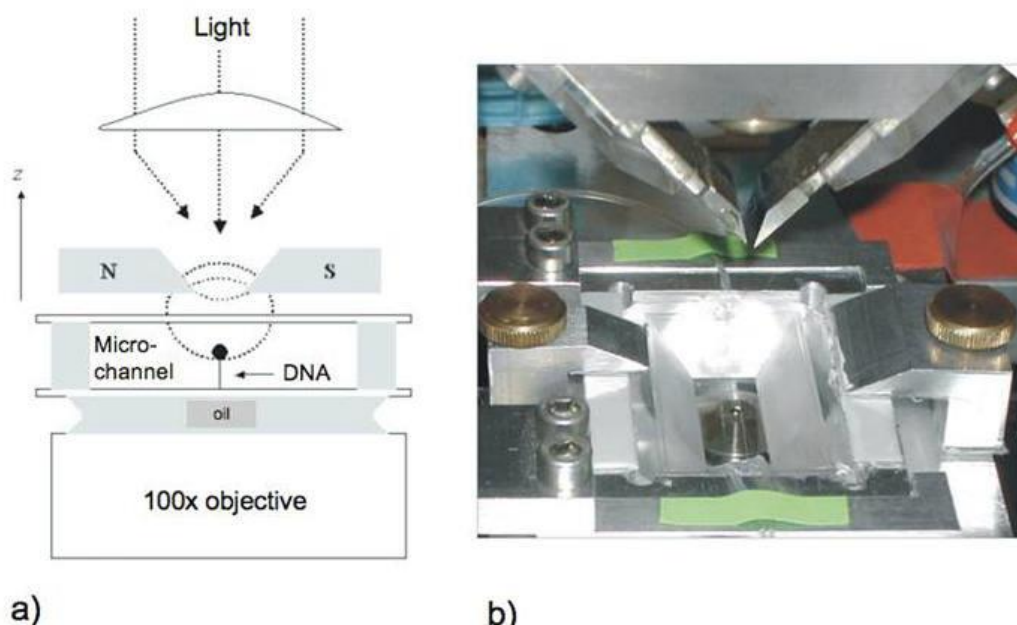 Light
z
N
S
Micro-
channel
DNA
oil
100x objective
a)
b)